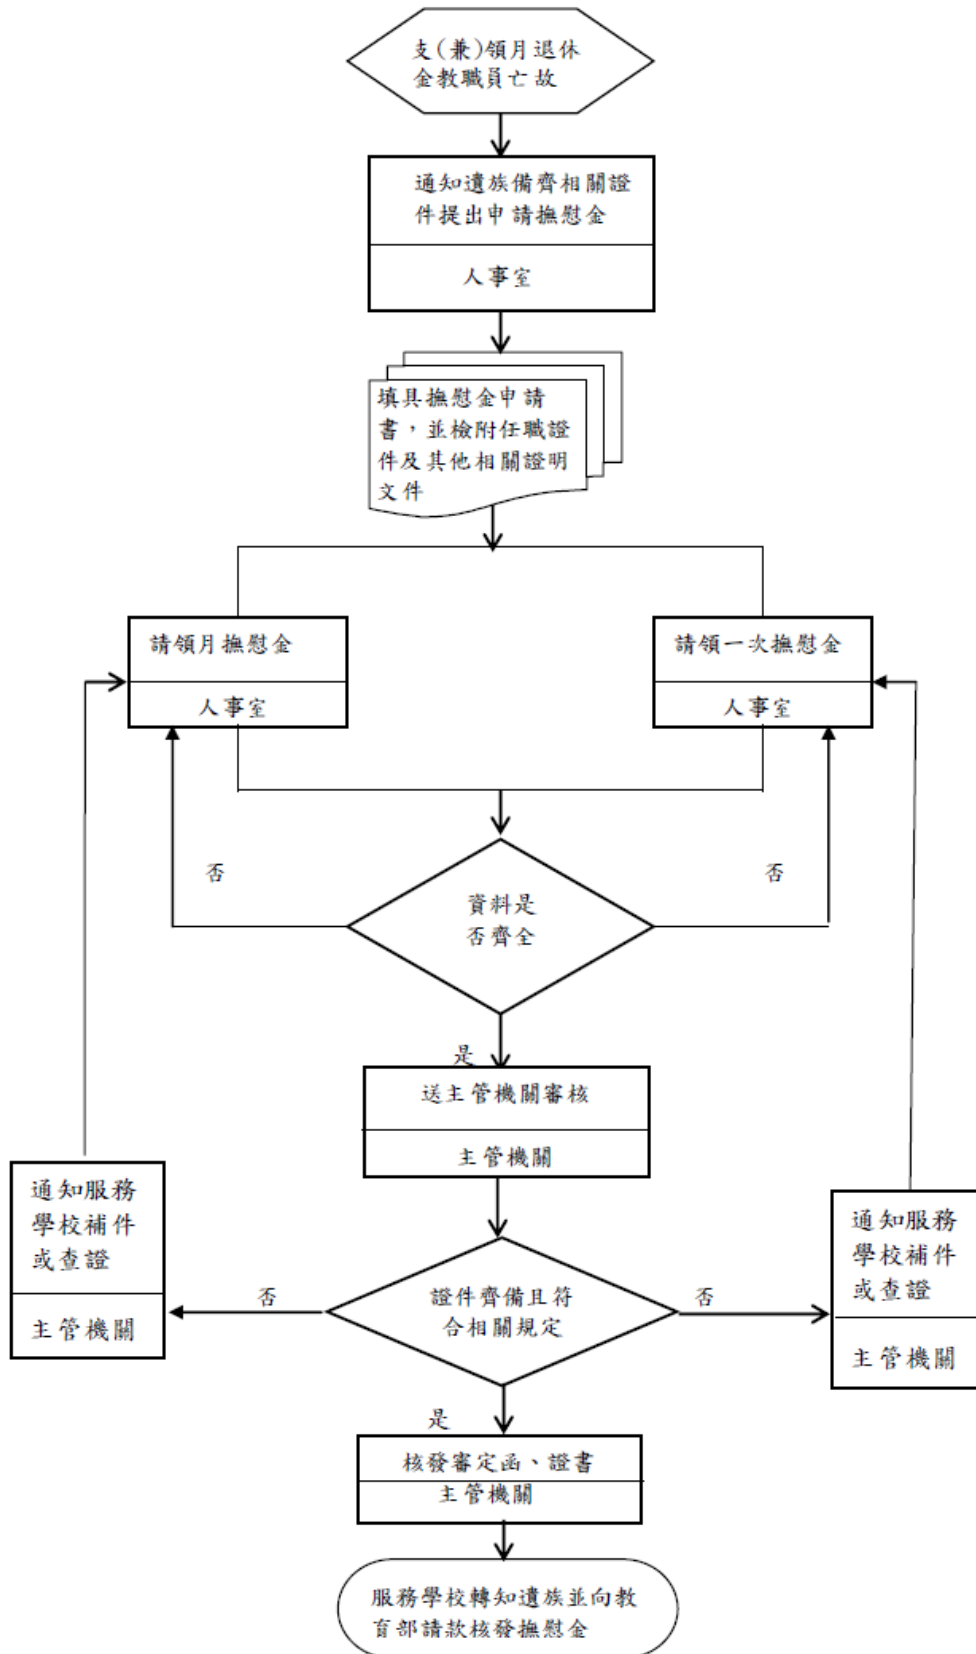 支(兼)領月退休
金教職員亡故
通知遺族備齊相關證
件提出申請撫慰金
人事室
填具撫慰金申請
書，並檢附任職證
件及其他相關證明
文件
請領月撫慰金
人事室
請領一次撫慰金
人事室
否
否
資料是
否齊全
是
送主管機關審核
主管機關
通知服務
學校補件
或查證
主管機關
通知服務
學校補件
或查證
主管機關
否
證件齊備且符
合相關規定
否
是
核發審定函、證書
主管機關
服務學校轉知遺族並向教
育部請款核發撫慰金